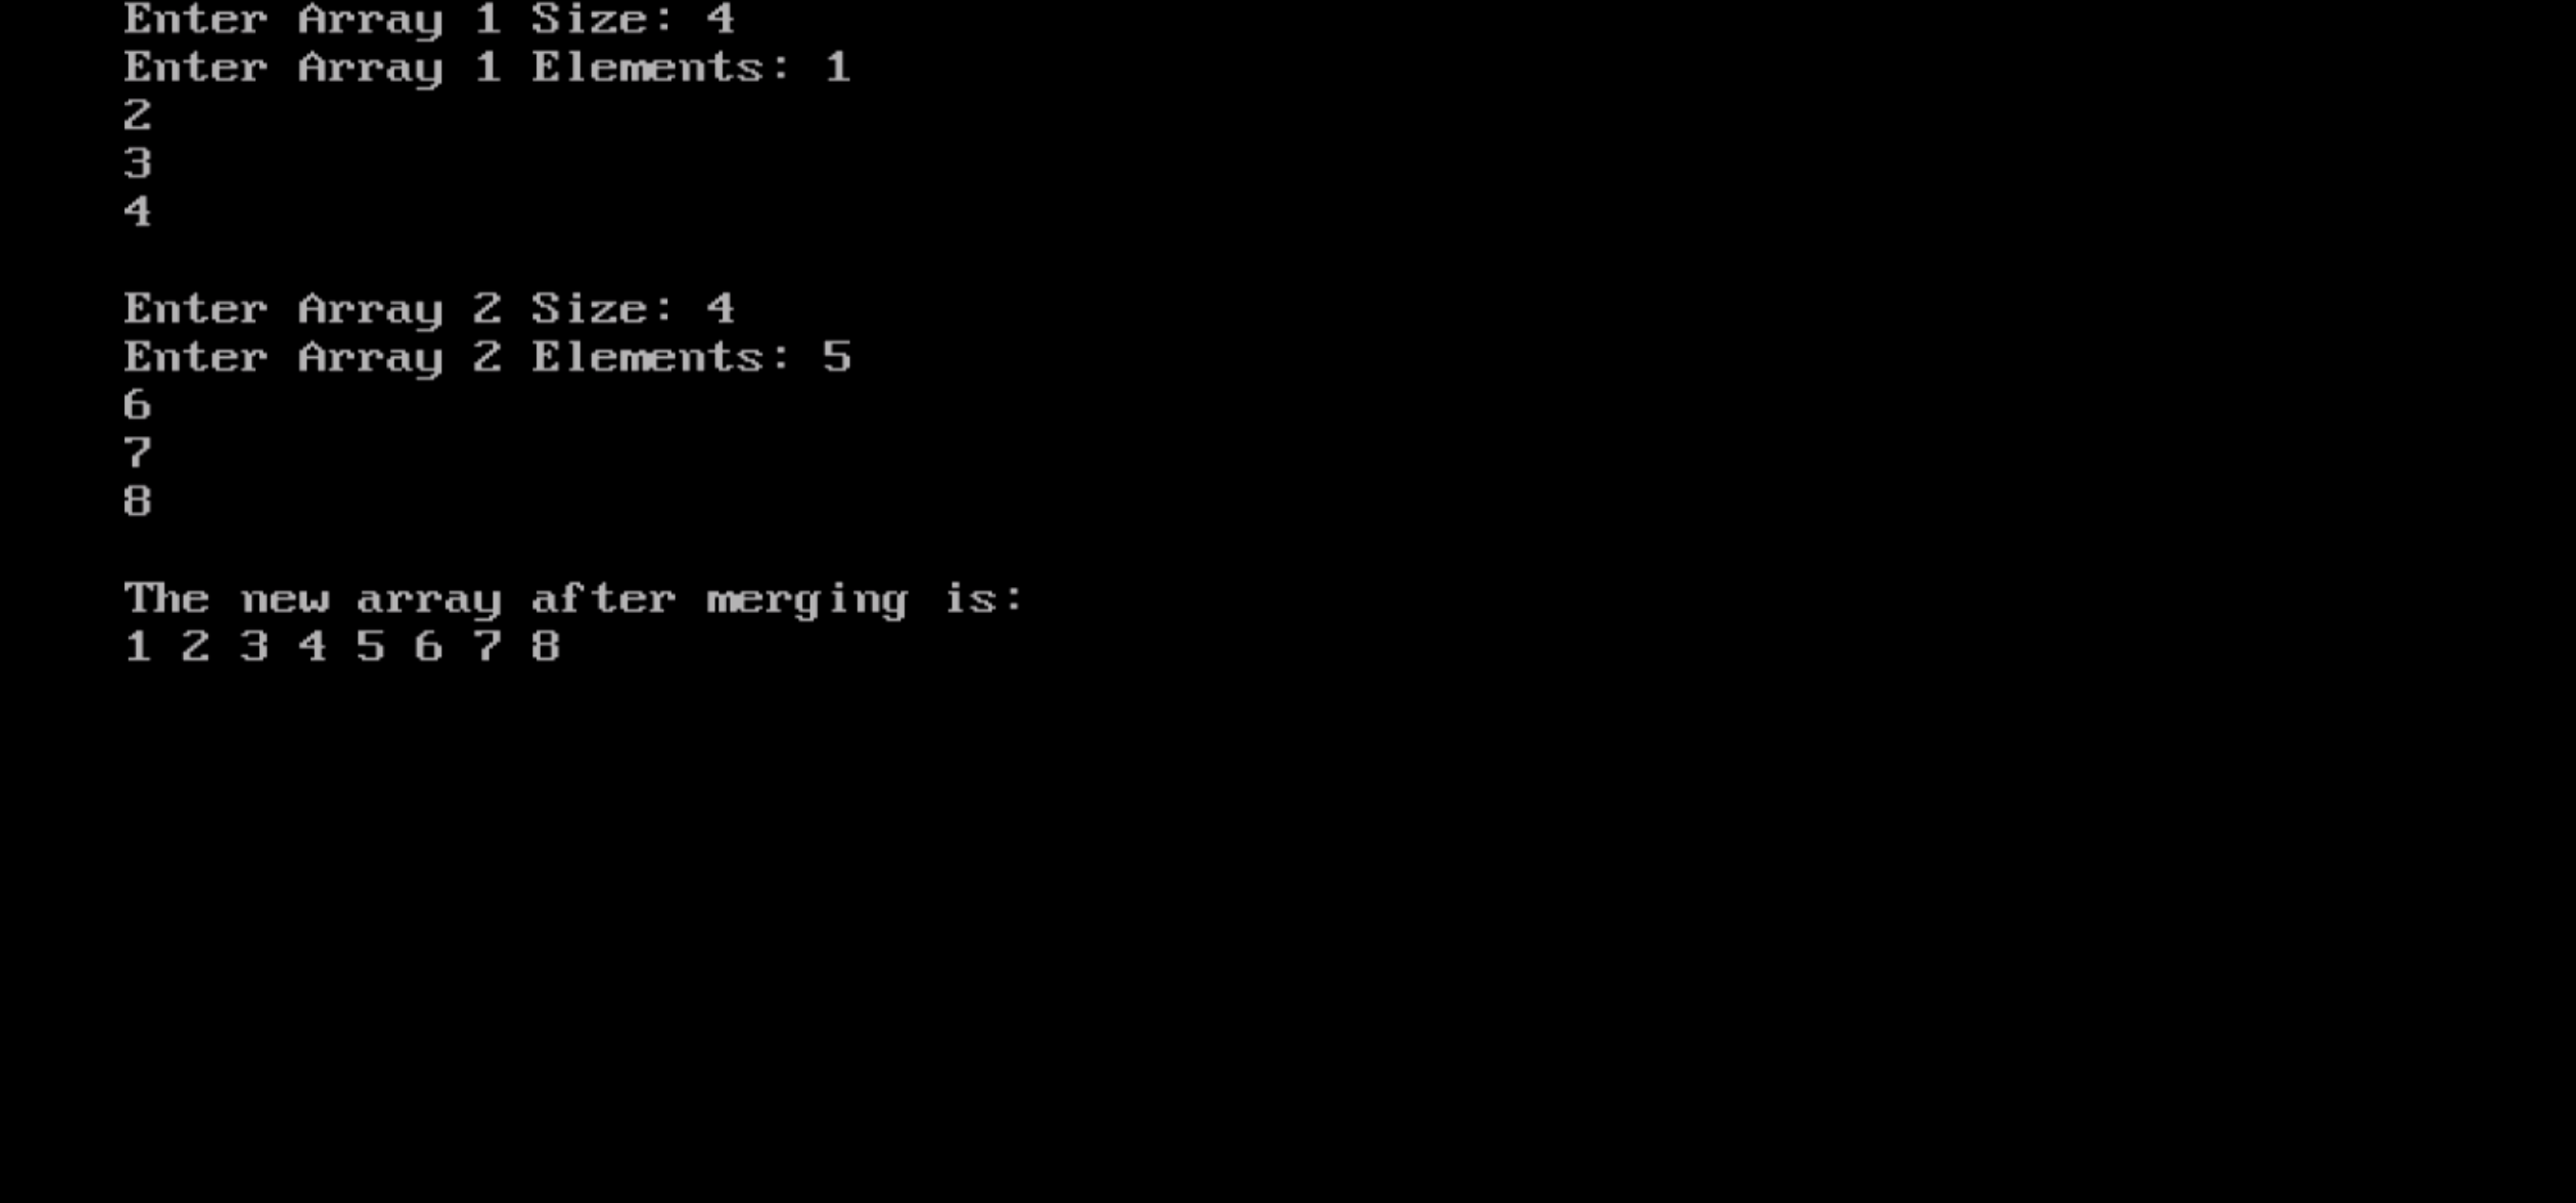 Enter Array 1 Size: 4
Enter Array 1 Elements: 1
2
3
4
Enter Array 2 Size: 4
Enter Array 2 Elements: 5
6
7
8
The new array after merging is:
1 2 3 4 5 6 7 8